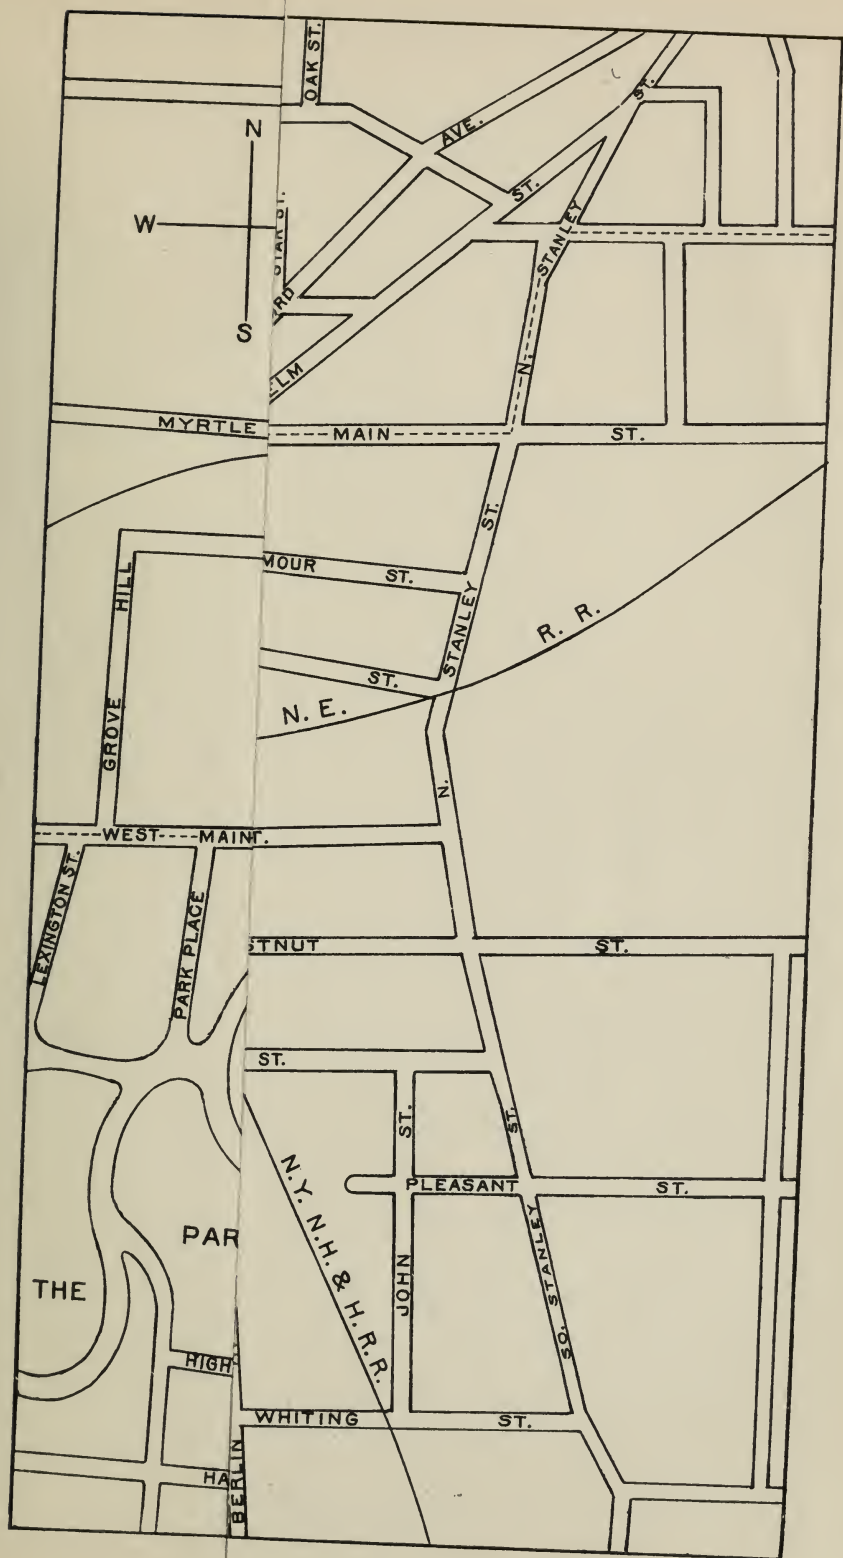 OAK ST.
AVE.
ST.
N
ST.
STANLEY
W
RD
S
N.
ELM
MYRTLE
MAIN
ST.
ST.
HILL
MOUR
ST.
STANLEY
R. R.
ST.
N. E.
GROVE
N.
WEST
MAIN
T.
LEXINGTON ST.
PARK PLACE
STNUT
ST.
ST.
ST.
ST.
N.Y. N.H. & H. R.R.
PLEASANT
ST.
PAR
THE
JOHN
SO. STANLEY
HIGH
WHITING
ST.
HA
BERLIN